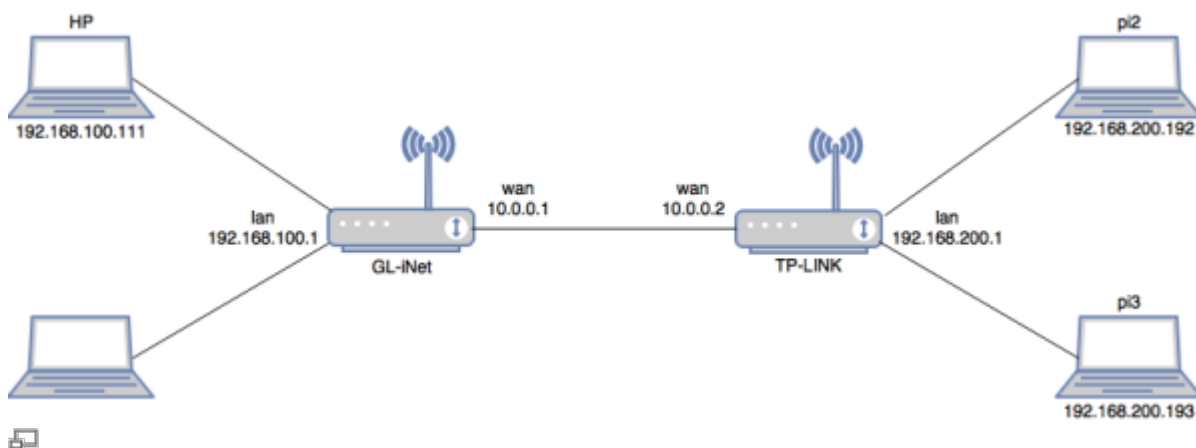 HP
192.168.100.111
lan
192.168.100.1
GL-iNet
wan
10.0.0.1
wan
10.0.0.2
TP-LINK
lan
192.168.200.1
pi2
192.168.200.192
pi3
192.168.200.193